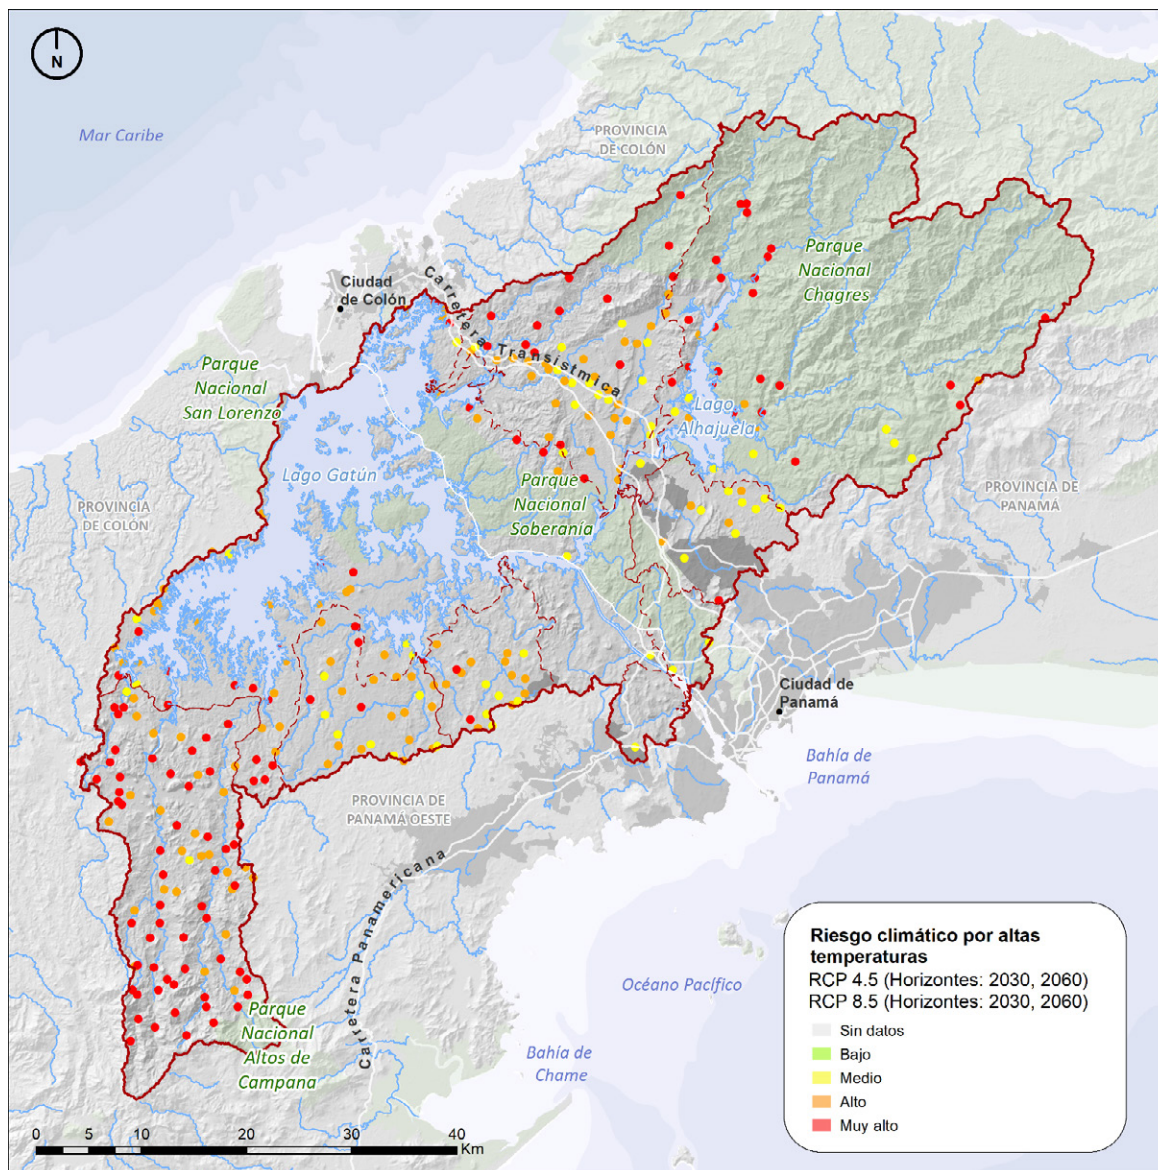 N
Mar Caribe
PROVINCIA
DE COLÓN
Parque
Nacional
Chagres
Ciudad
de Colón
Carretera Transístmica
Parque
Nacional
San Lorenzo
Lago
Alhajuela
Lago Gatún
PROVINCIA
DE COLÓN
Parque
Nacional
Soberanía
PROVINCIA DE
PANAMÁ
Ciudad de
Panamá
Bahía de
Panamá
PROVINCIA DE
PANAMÁ OESTE
Carretera Panamericana
Océano Pacífico
Parque
Nacional
Altos de
Campana
Bahía de
Chame
Riesgo climático por altas
temperaturas
RCP 4.5 (Horizontes: 2030, 2060)
RCP 8.5 (Horizontes: 2030, 2060)
Sin datos
Bajo
Medio
Alto
Muy alto
0 5 10 20 30 40
Km